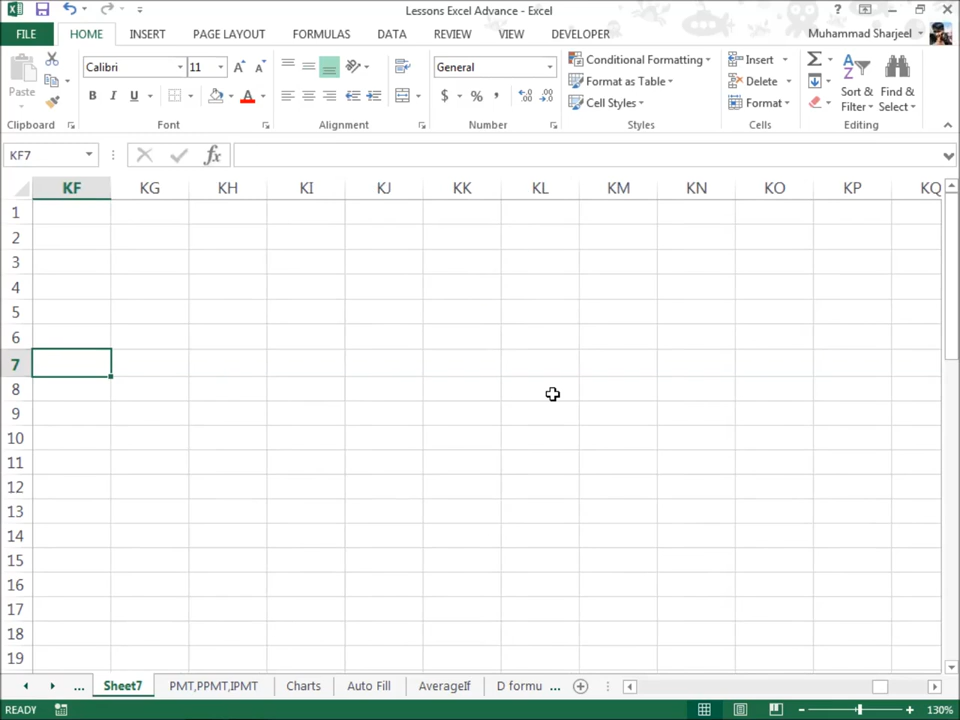 Lessons Excel Advance - Excel
FILE HOME INSERT PAGE LAYOUT FORMULAS DATA REVIEW VIEW DEVELOPER Muhammad Sharjeel
Paste
Calibri 11
B I U A
General
$ % ,
Conditional Formatting
Format as Table
Cell Styles
Insert
Delete
Format
Sort & Filter
Find & Select
Clipboard Font Alignment Number Styles Cells Editing
KF7 fx
KF KG KH KI KJ KK KL KM KN KO KP KQ
1
2
3
4
5
6
7
8
9
10
11
12
13
14
15
16
17
18
19
... Sheet7 PMT,PPMT,IPMT Charts Auto Fill AverageIf D formu ...
READY 130%